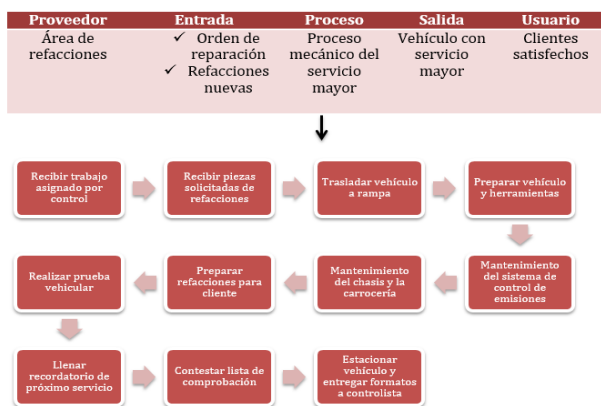 Proveedor Entrada Proceso Salida Usuario
Área de refacciones
✓ Orden de reparación
✓ Refacciones nuevas
Proceso mecánico del servicio mayor
Vehículo con servicio mayor
Clientes satisfechos
Recibir trabajo
asignado por
control
Recibir piezas
solicitadas de
refacciones
Trasladar vehículo
a rampa
Preparar vehículo
y herramientas
Mantenimiento
del sistema de
control de
emisiones
Mantenimiento
del chasis y la
carrocería
Preparar
refacciones para
cliente
Realizar prueba
vehicular
Llenar
recordatorio de
próximo servicio
Contestar lista de
comprobación
Estacionar
vehículo y
entregar formatos
a controlista